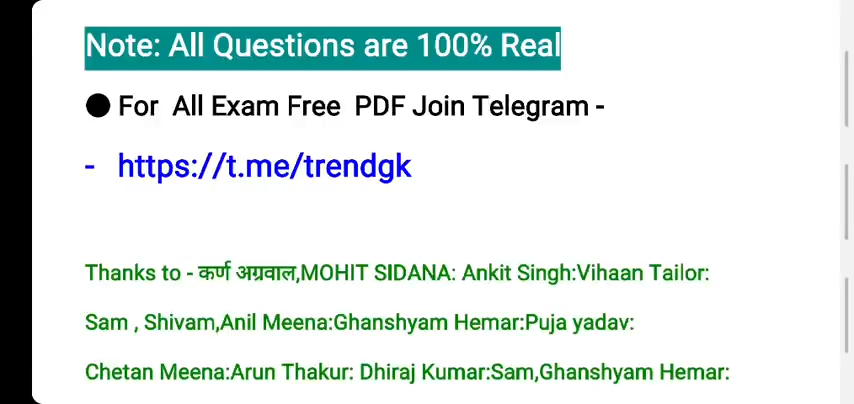 Note: All Questions are 100% Real
● For All Exam Free PDF Join Telegram -
- https://t.me/trendgk
Thanks to - कर्ण अग्रवाल,MOHIT SIDANA: Ankit Singh:Vihaan Tailor:
Sam , Shivam,Anil Meena:Ghanshyam Hemar:Puja yadav:
Chetan Meena:Arun Thakur: Dhiraj Kumar:Sam,Ghanshyam Hemar: